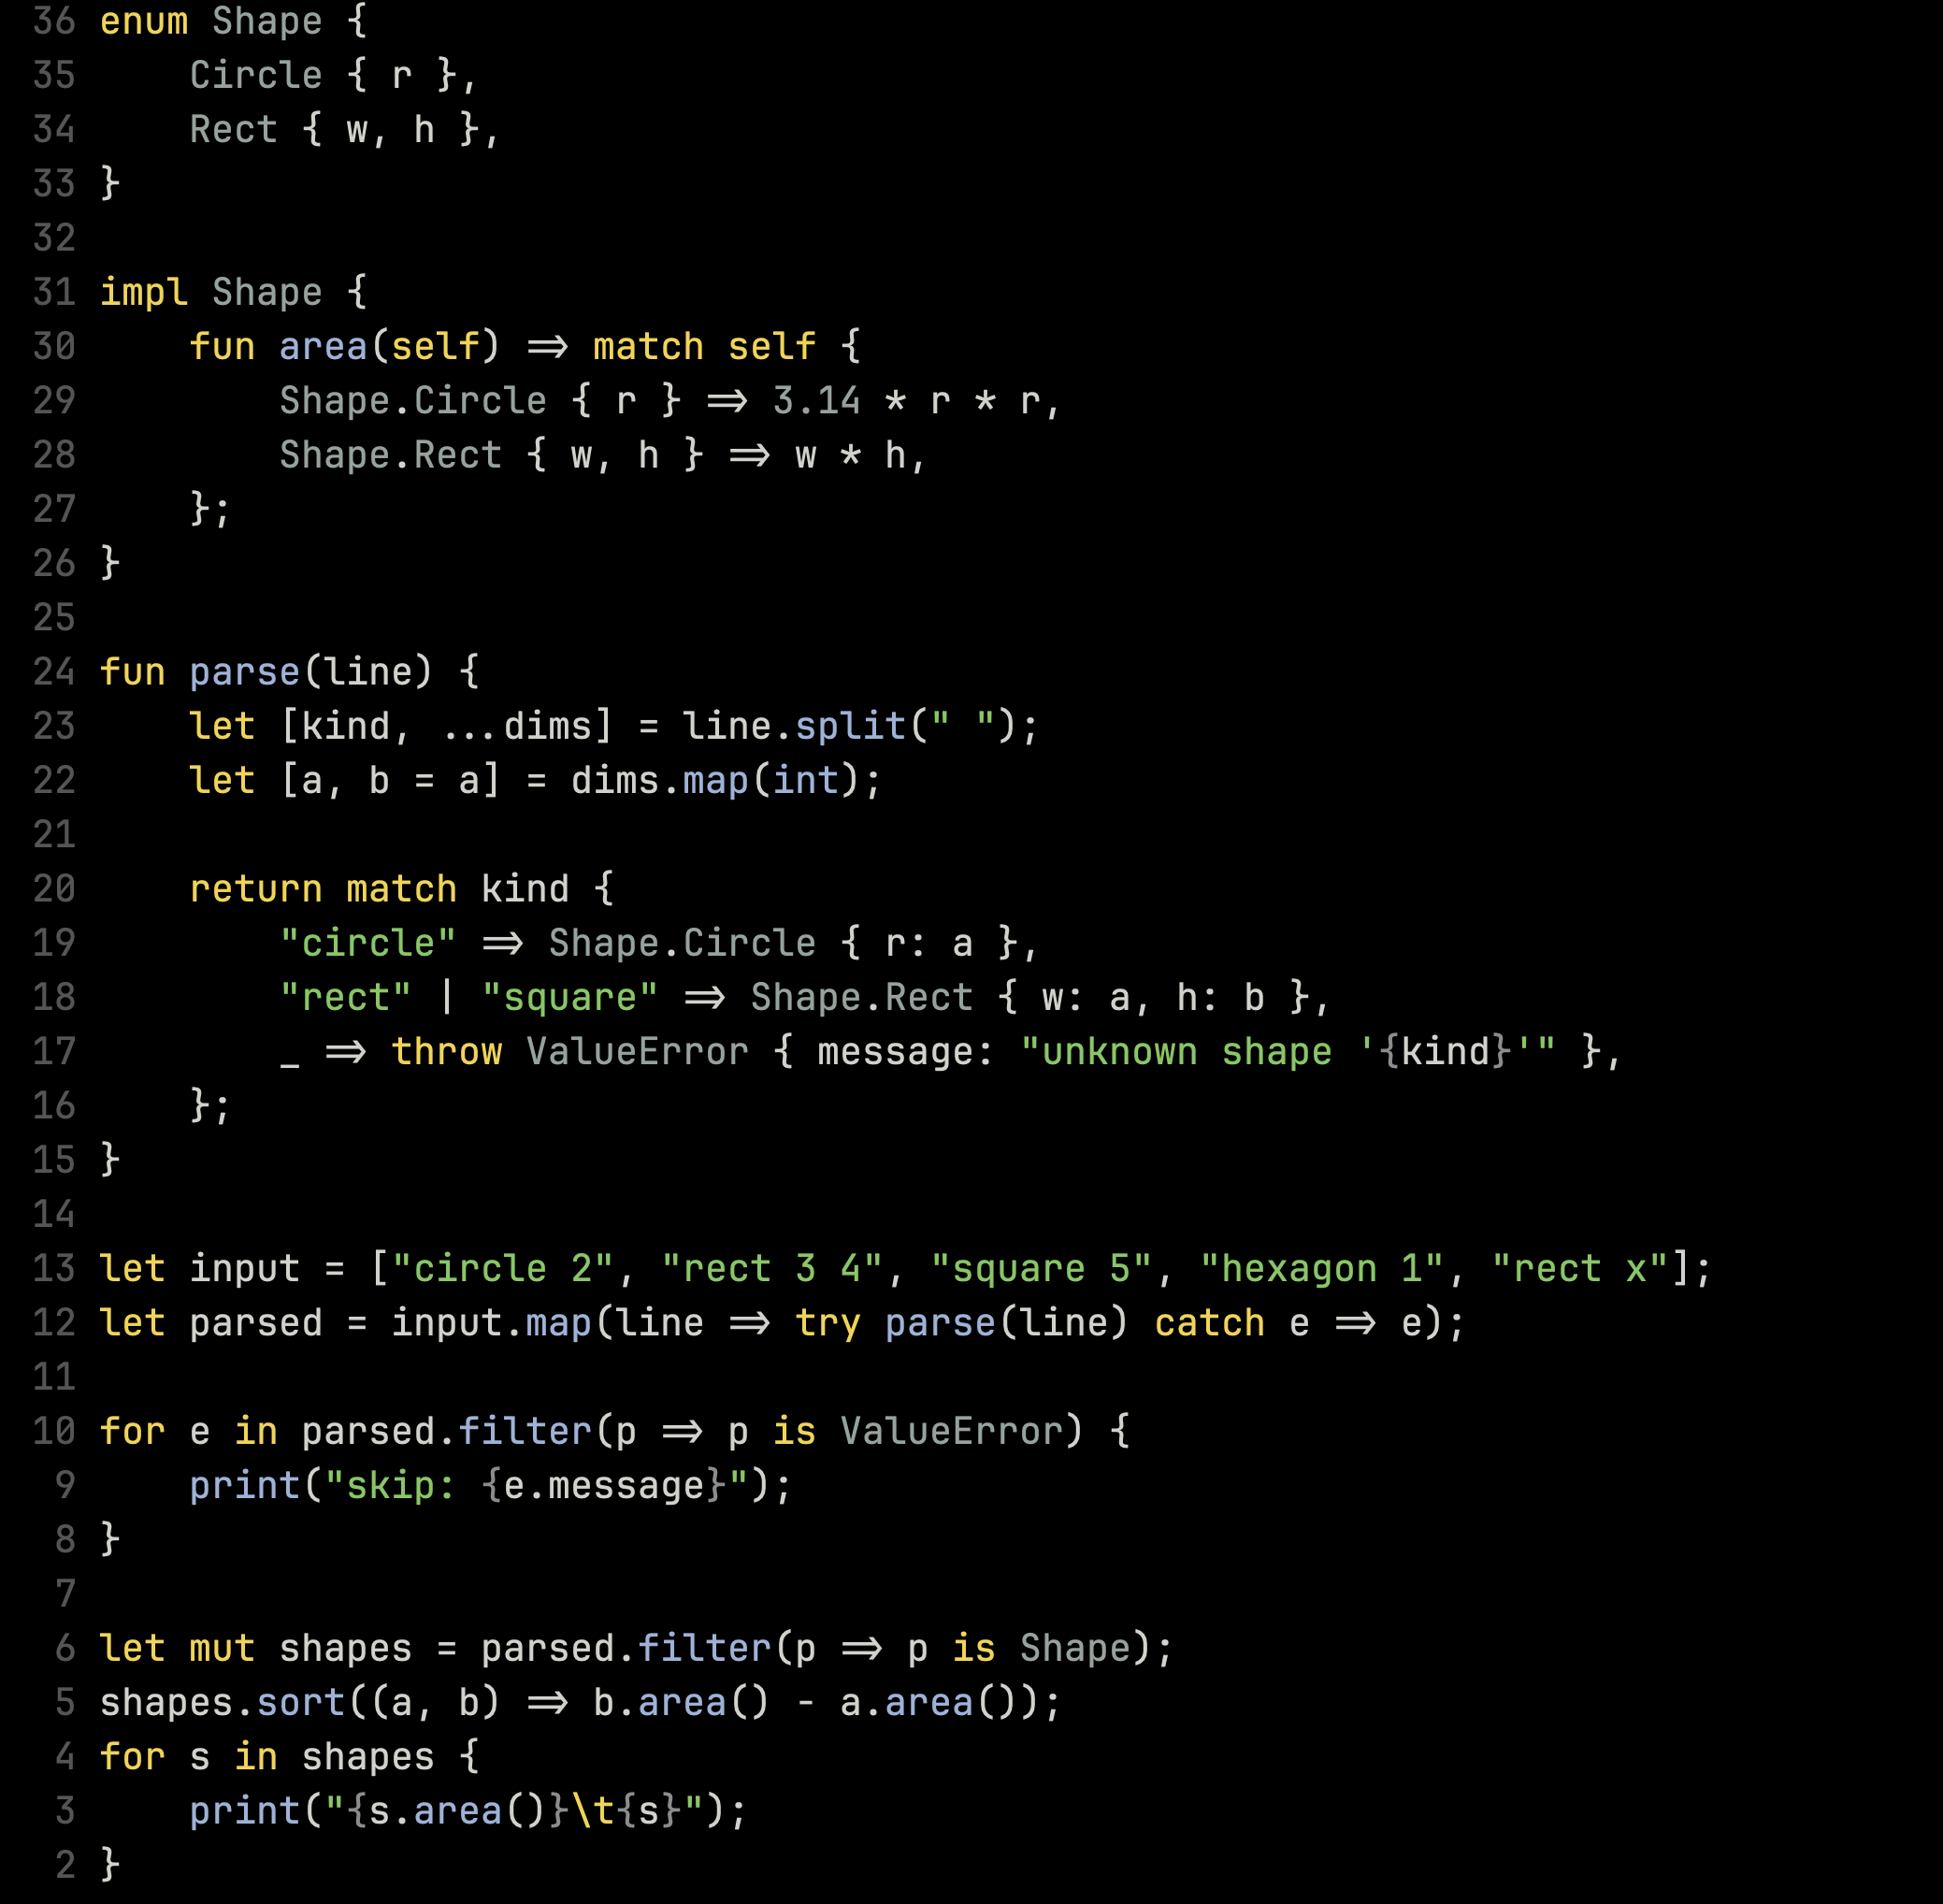 36 enum Shape {
35     Circle { r },
34     Rect { w, h },
33 }
32
31 impl Shape {
30     fun area(self) => match self {
29         Shape.Circle { r } => 3.14 * r * r,
28         Shape.Rect { w, h } => w * h,
27     };
26 }
25
24 fun parse(line) {
23     let [kind, ...dims] = line.split(" ");
22     let [a, b = a] = dims.map(int);
21
20     return match kind {
19         "circle" => Shape.Circle { r: a },
18         "rect" | "square" => Shape.Rect { w: a, h: b },
17         _ => throw ValueError { message: "unknown shape '{kind}'" },
16     };
15 }
14
13 let input = ["circle 2", "rect 3 4", "square 5", "hexagon 1", "rect x"];
12 let parsed = input.map(line => try parse(line) catch e => e);
11
10 for e in parsed.filter(p => p is ValueError) {
 9     print("skip: {e.message}");
 8 }
 7
 6 let mut shapes = parsed.filter(p => p is Shape);
 5 shapes.sort((a, b) => b.area() - a.area());
 4 for s in shapes {
 3     print("{s.area()}\t{s}");
 2 }